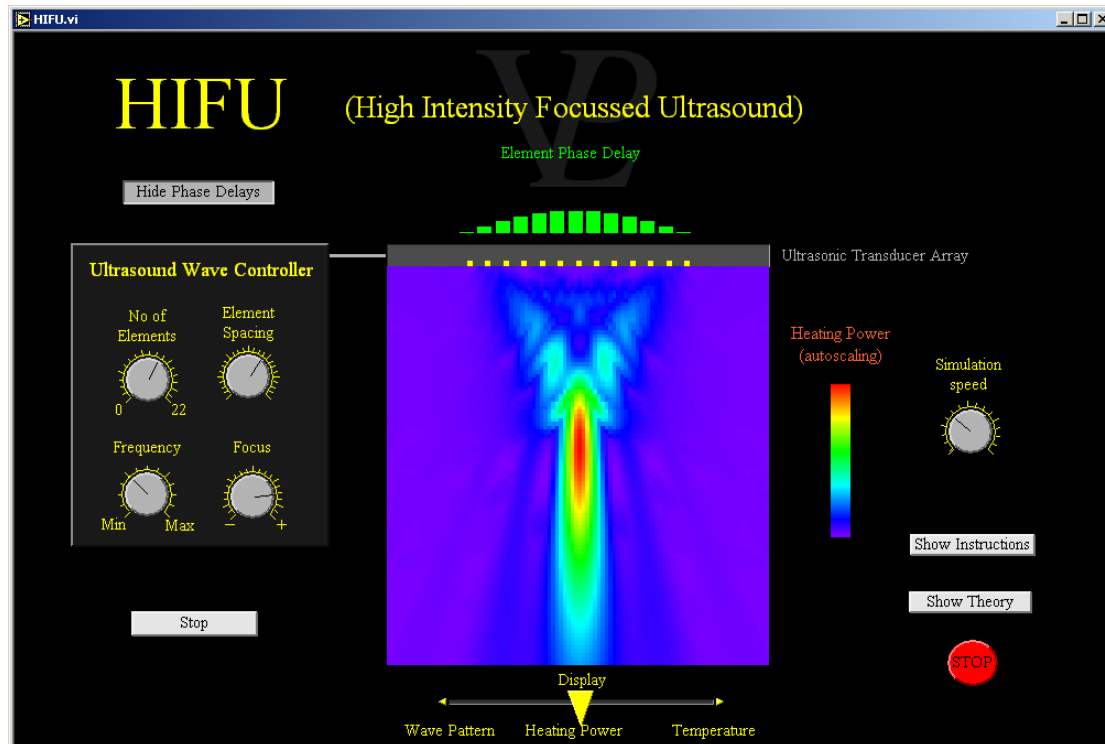 HIFU.vi
HIFU
(High Intensity Focussed Ultrasound)
VPL
Element Phase Delay
Hide Phase Delays
Ultrasonic Transducer Array
Ultrasound Wave Controller
No of
Elements
0 22
Element
Spacing
Frequency
Min Max
Focus
− +
Heating Power
(autoscaling)
Simulation
speed
Show Instructions
Show Theory
STOP
Stop
Display
Wave Pattern Heating Power Temperature